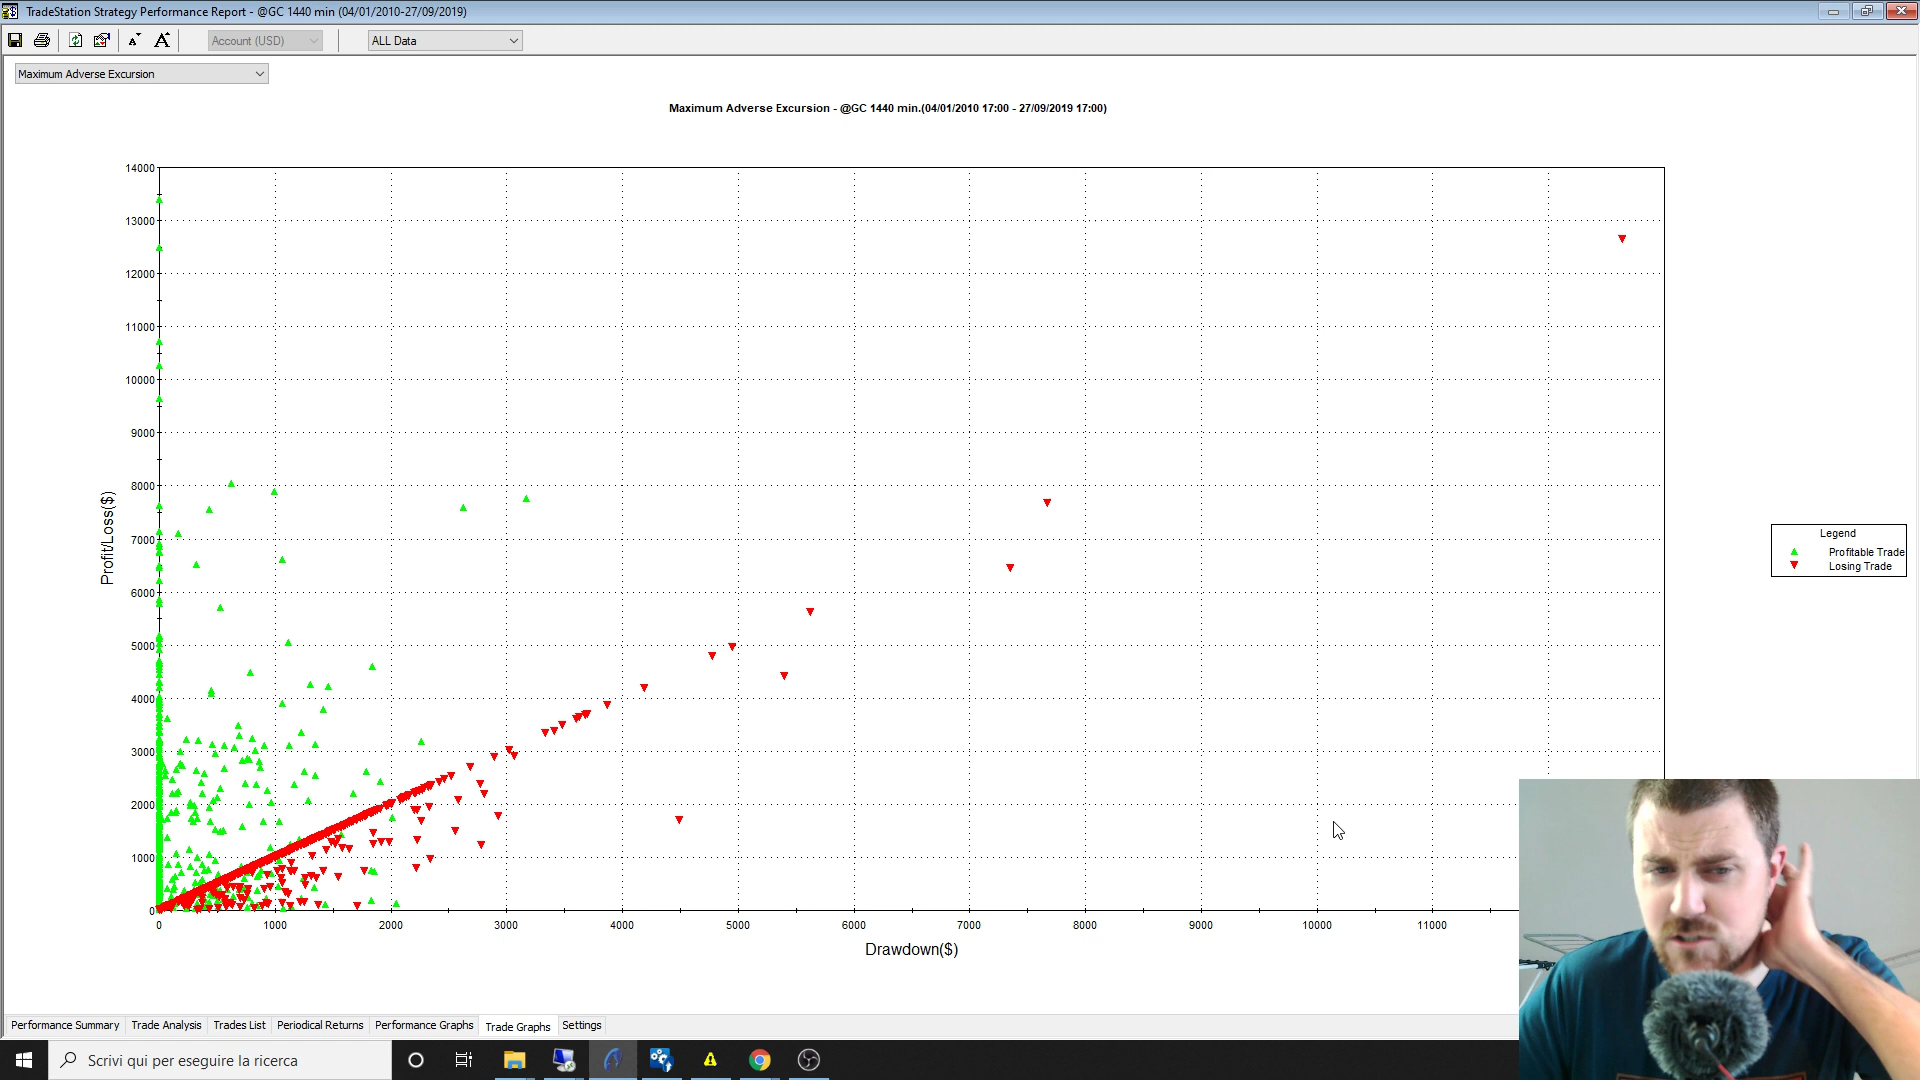 TradeStation Strategy Performance Report - @GC 1440 min (04/01/2010-27/09/2019)
Account (USD)
ALL Data
Maximum Adverse Excursion
Maximum Adverse Excursion - @GC 1440 min.(04/01/2010 17:00 - 27/09/2019 17:00)
14000
13000
12000
11000
10000
9000
8000
7000
6000
5000
4000
3000
2000
1000
0
Profit/Loss($)
0 1000 2000 3000 4000 5000 6000 7000 8000 9000 10000 11000
Drawdown($)
Legend
Profitable Trade
Losing Trade
Performance Summary Trade Analysis Trades List Periodical Returns Performance Graphs Trade Graphs Settings
Scrivi qui per eseguire la ricerca